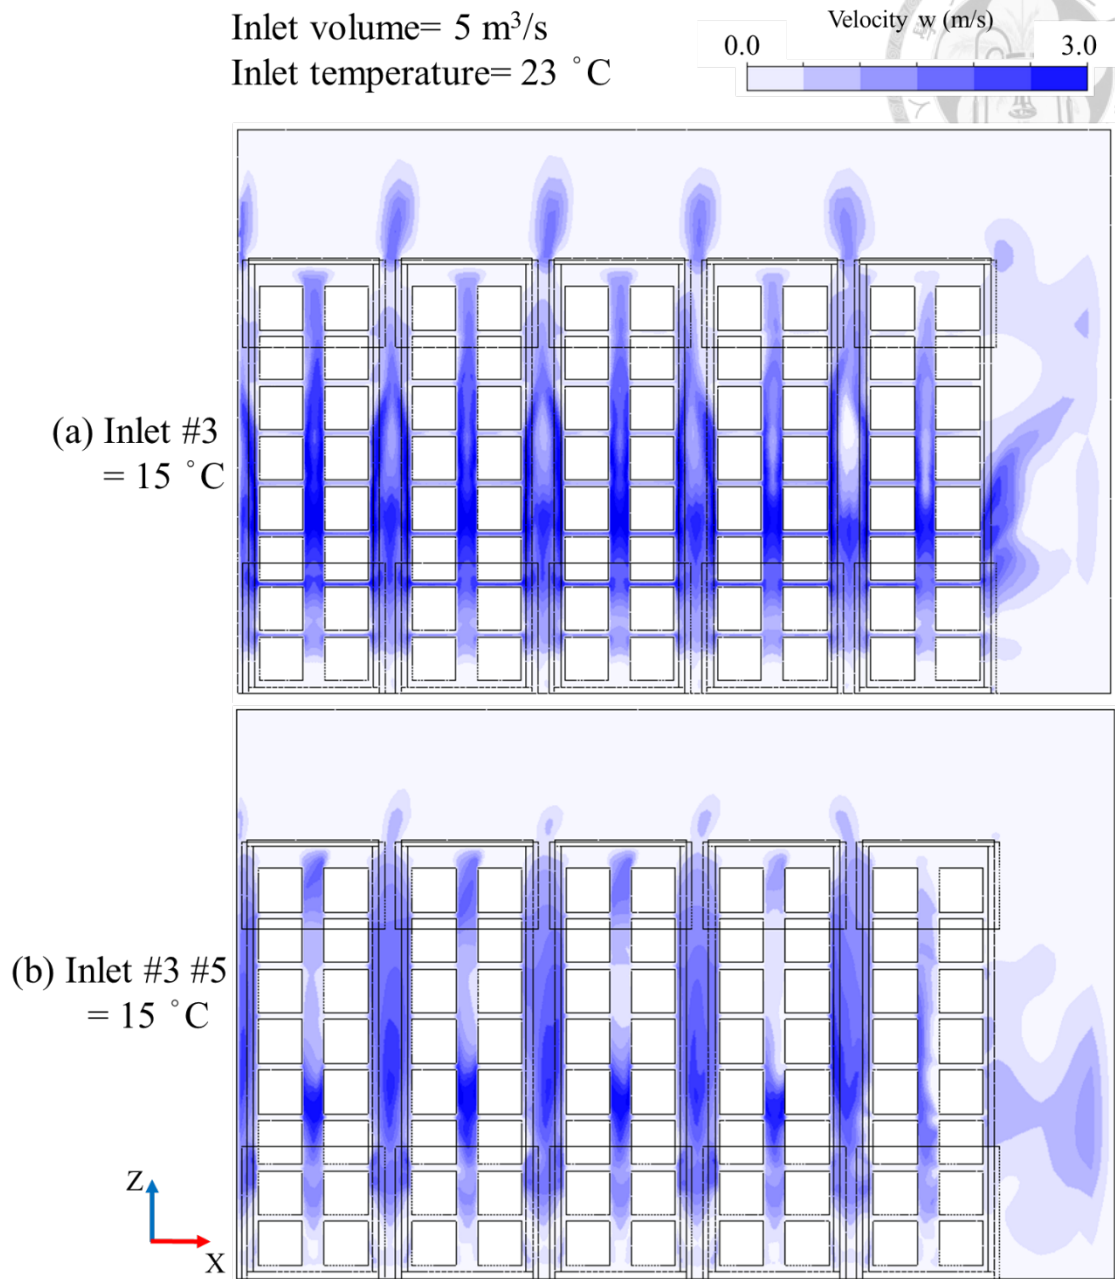 Inlet volume= 5 m³/s
Inlet temperature= 23 °C
Velocity w (m/s)
0.0 3.0
(a) Inlet #3
= 15 °C
(b) Inlet #3 #5
= 15 °C
Z
X